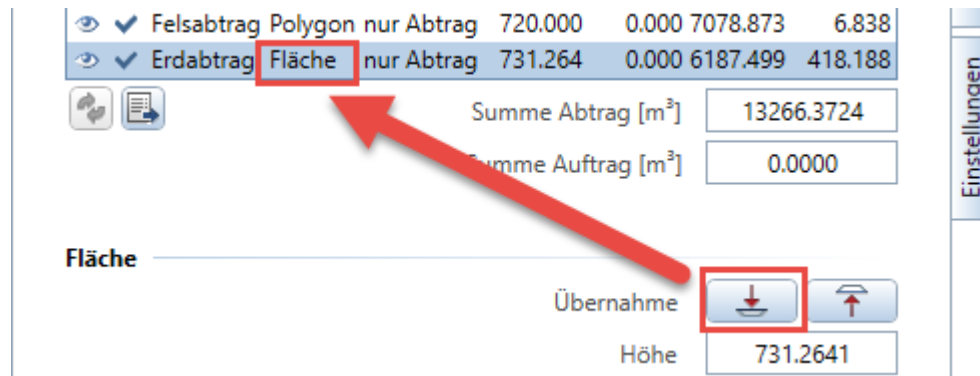 Felsabtrag Polygon nur Abtrag 720.000 0.000 7078.873 6.838
Erdabtrag Fläche nur Abtrag 731.264 0.000 6187.499 418.188
Summe Abtrag [m³] 13266.3724
Summe Auftrag [m³] 0.0000
Fläche
Übernahme
Höhe 731.2641
Einstellungen